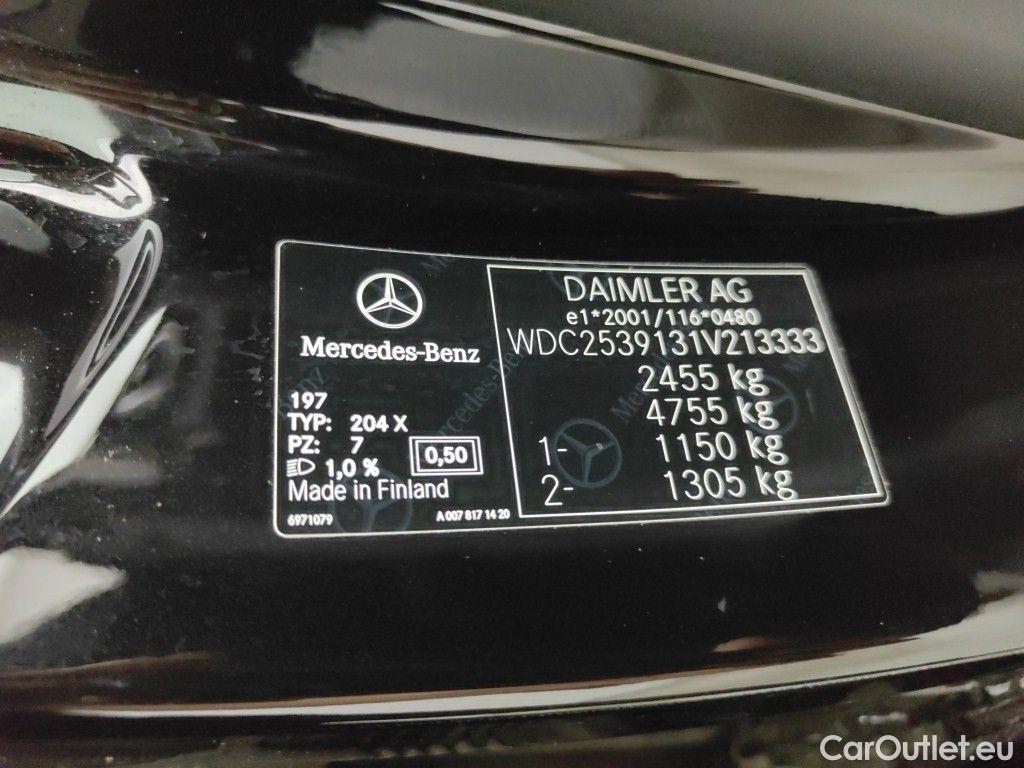 Mercedes-Benz
197
TYP: 204 X
PZ: 7
1,0 %
0,50
Made in Finland
6971079
A 007 817 14 20
DAIMLER AG
e1*2001/116*0480
WDC2539131V213333
2455 kg
4755 kg
1- 1150 kg
2- 1305 kg
Mercedes-Benz
CarOutlet.eu